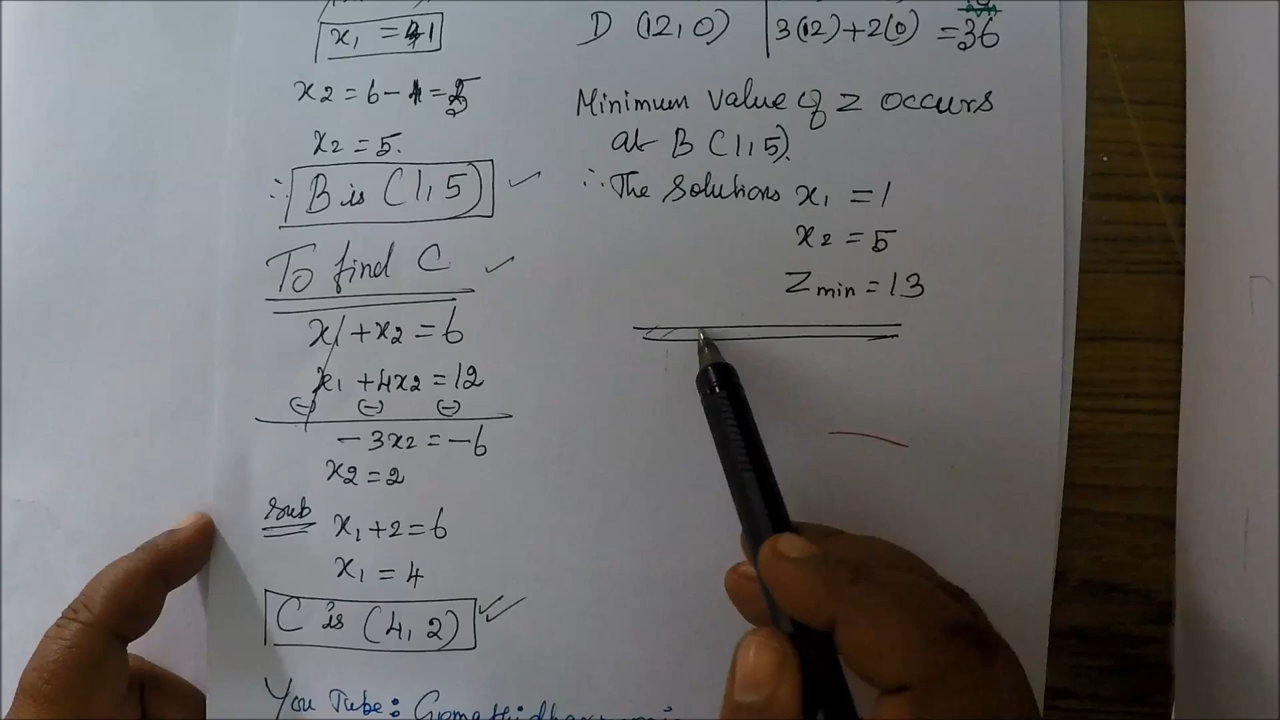 x₁ = 1
x₂ = 6 - 1 = 5
x₂ = 5.
∴ B is (1, 5)
To find C
x₁ + x₂ = 6
x₁ + 4x₂ = 12
(-) (-) (-)
- 3x₂ = - 6
x₂ = 2
Sub x₁ + 2 = 6
x₁ = 4
C is (4, 2)
You Tube:
D (12, 0) 3(12) + 2(0) = 36
Minimum value of Z occurs
at B (1, 5).
∴ The Solutions x₁ = 1
x₂ = 5
Z min = 13